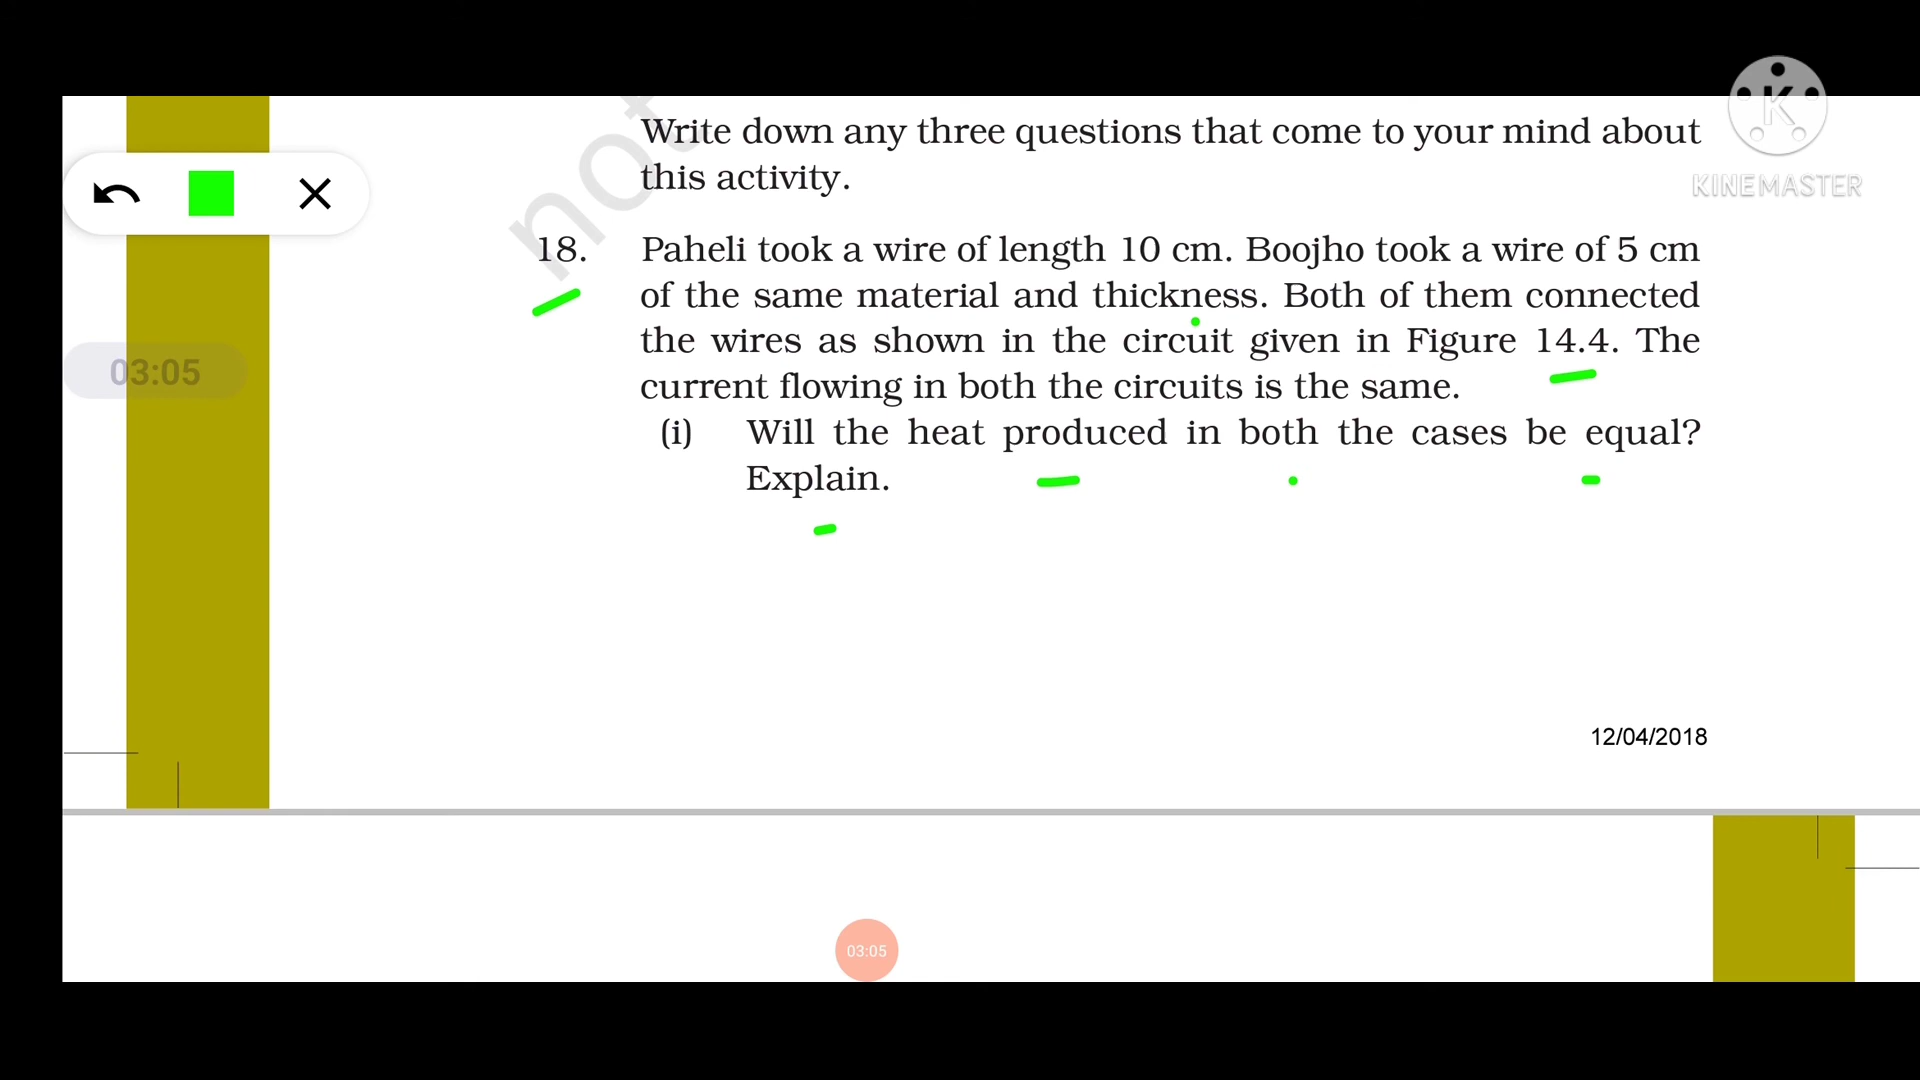 not
Write down any three questions that come to your mind about
this activity.
18. Paheli took a wire of length 10 cm. Boojho took a wire of 5 cm
of the same material and thickness. Both of them connected
the wires as shown in the circuit given in Figure 14.4. The
current flowing in both the circuits is the same.
(i) Will the heat produced in both the cases be equal?
Explain.
12/04/2018
03:05
03:05
K
KINEMASTER